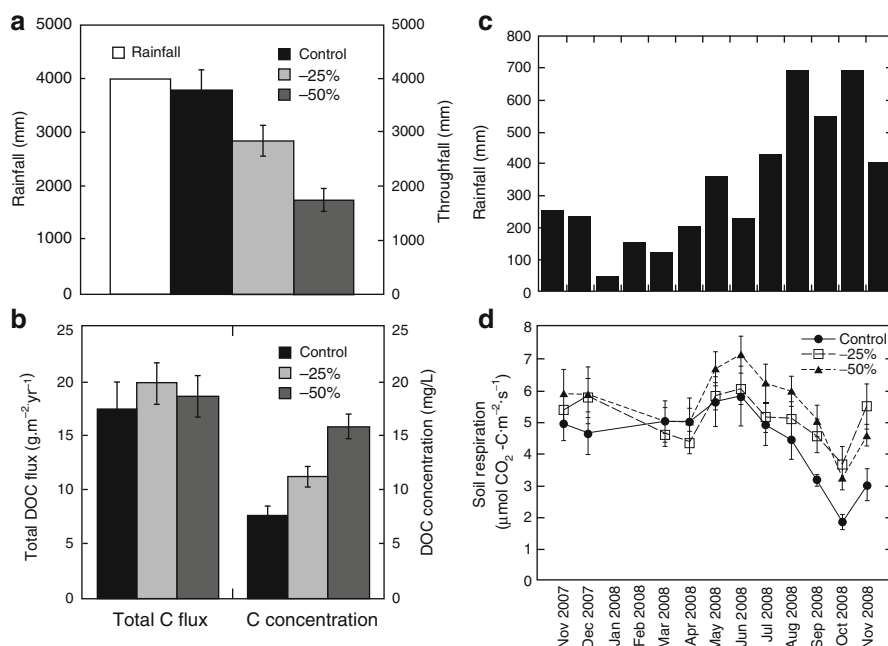 a
5000
4000
3000
2000
1000
0
Rainfall (mm)
Rainfall
Control
–25%
–50%
5000
4000
3000
2000
1000
0
Throughfall (mm)
b
25
20
15
10
5
0
Total DOC flux (g.m⁻².yr⁻¹)
Control
–25%
–50%
25
20
15
10
5
0
DOC concentration (mg/L)
Total C flux
C concentration
c
800
700
600
500
400
300
200
100
0
Rainfall (mm)
d
8
7
6
5
4
3
2
1
0
Soil respiration
(μmol CO₂ -C·m⁻²·s⁻¹)
Control
–25%
–50%
Nov 2007
Dec 2007
Jan 2008
Feb 2008
Mar 2008
Apr 2008
May 2008
Jun 2008
Jul 2008
Aug 2008
Sep 2008
Oct 2008
Nov 2008